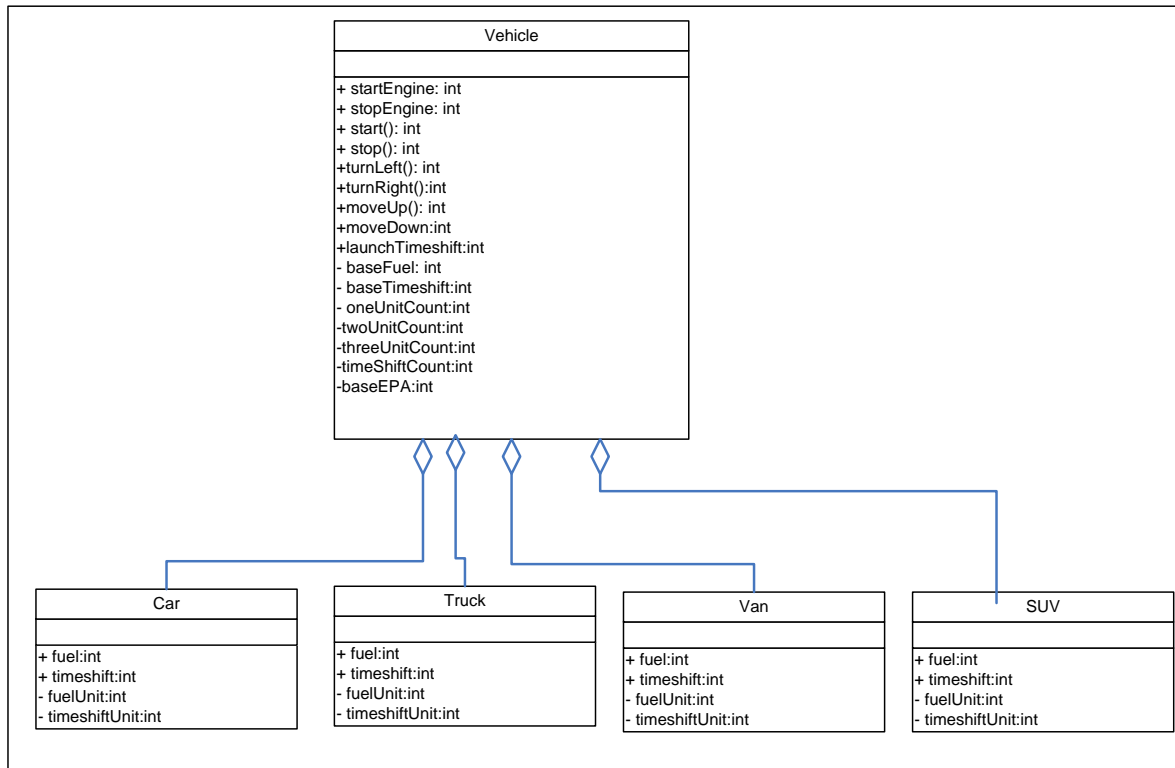 Vehicle
+ startEngine: int
+ stopEngine: int
+ start(): int
+ stop(): int
+turnLeft(): int
+turnRight():int
+moveUp(): int
+moveDown:int
+launchTimeshift:int
- baseFuel: int
- baseTimeshift:int
- oneUnitCount:int
-twoUnitCount:int
-threeUnitCount:int
-timeShiftCount:int
-baseEPA:int
Car
+ fuel:int
+ timeshift:int
- fuelUnit:int
- timeshiftUnit:int
Truck
+ fuel:int
+ timeshift:int
- fuelUnit:int
- timeshiftUnit:int
Van
+ fuel:int
+ timeshift:int
- fuelUnit:int
- timeshiftUnit:int
SUV
+ fuel:int
+ timeshift:int
- fuelUnit:int
- timeshiftUnit:int